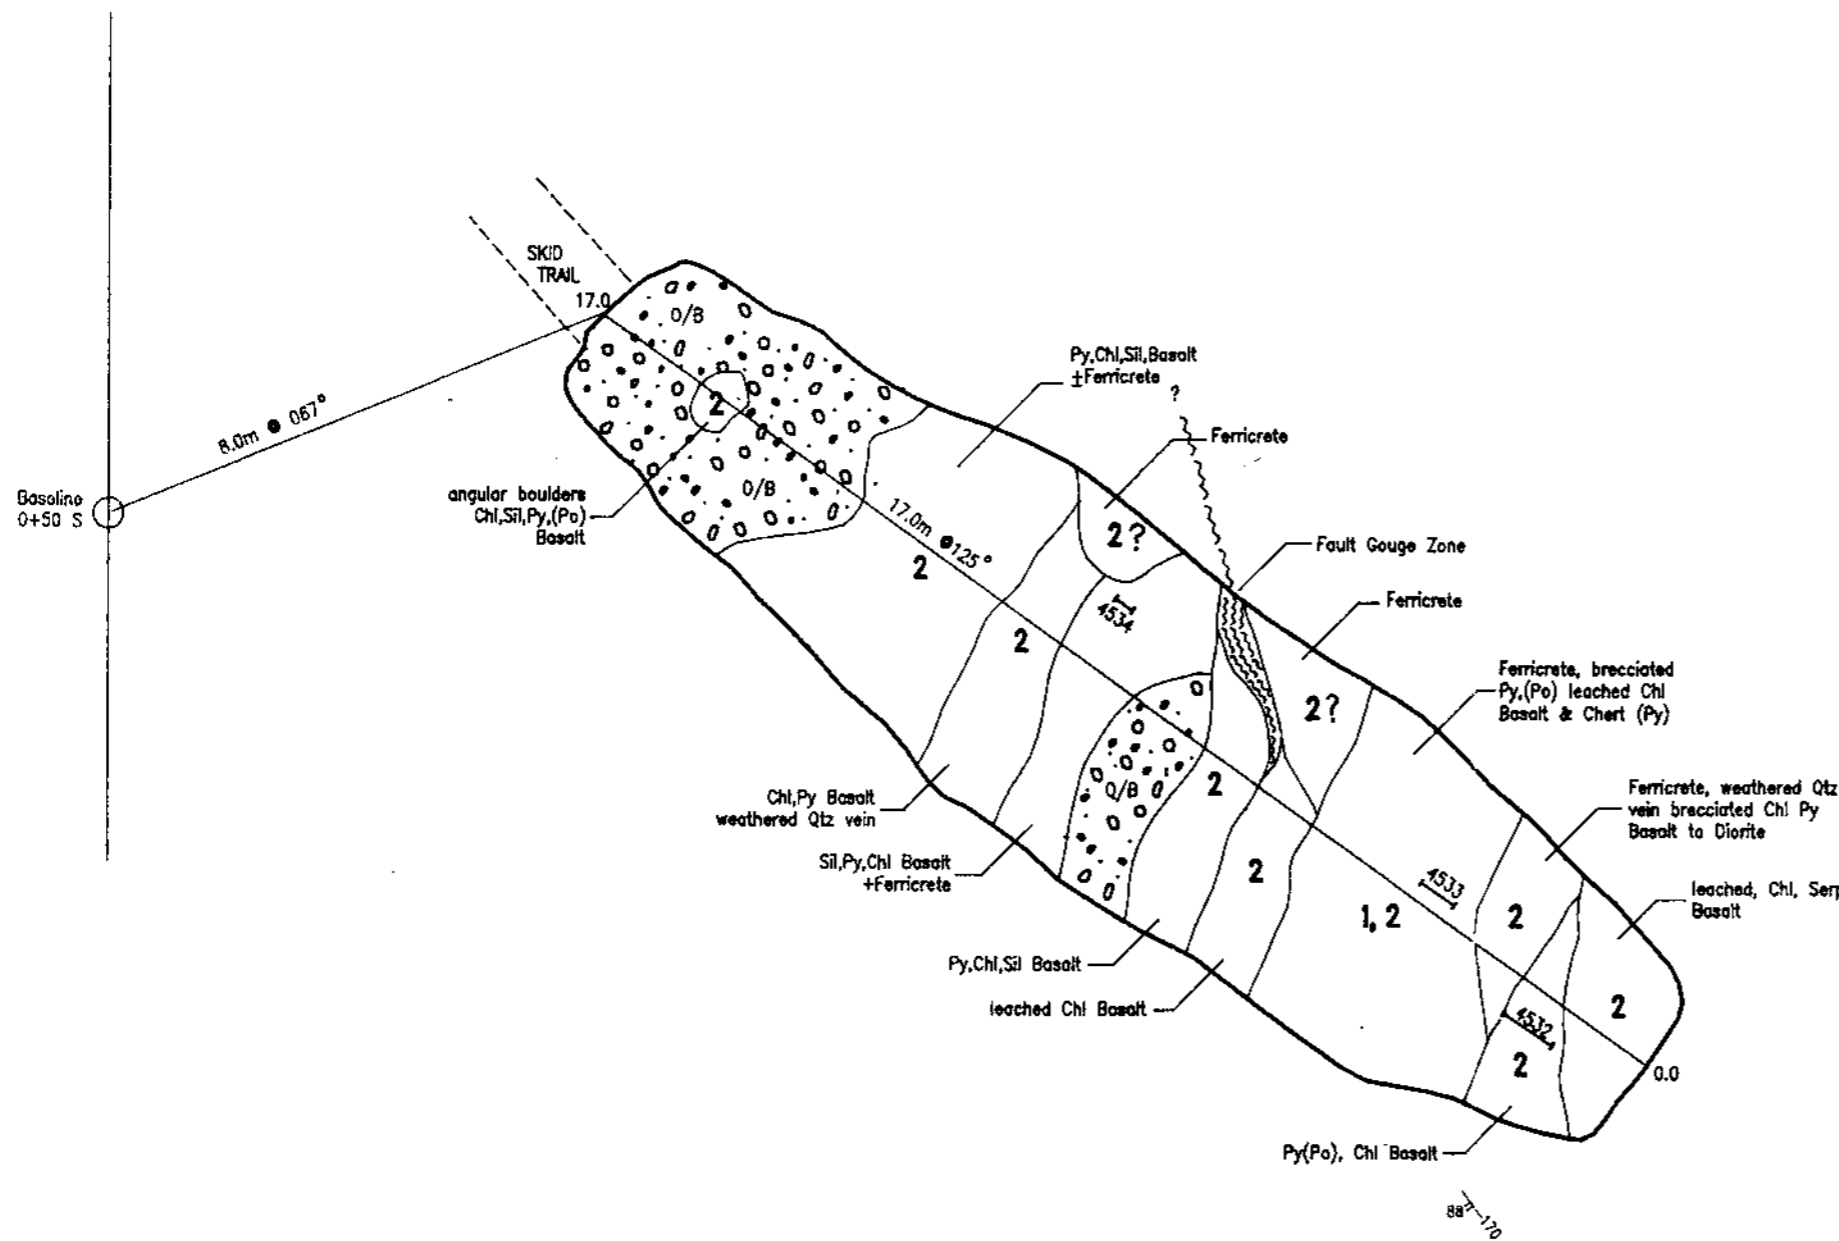 SKID
TRAIL
17.0
O/B
8.0m @ 067°
Baseline
0+50 S
2
angular boulders
Chl,Sil,Py,(Po)
Basalt
O/B
Py,Chl,Sil,Basalt
±Ferricrete
?
Ferricrete
2?
17.0m @125°
2
Fault Gouge Zone
Ferricrete
4534
2
2?
Ferricrete, brecciated
Py,(Po) leached Chl
Basalt & Chert (Py)
O/B
2
Chl,Py Basalt
weathered Qtz vein
Ferricrete, weathered Qtz
vein brecciated Chl Py
Basalt to Diorite
Sil,Py,Chl Basalt
+Ferricrete
2
4533
1,2
2
leached, Chl, Ser
Basalt
Py,Chl,Sil Basalt
leached Chl Basalt
2
4532
2
0.0
Py(Po), Chl Basalt
88
170